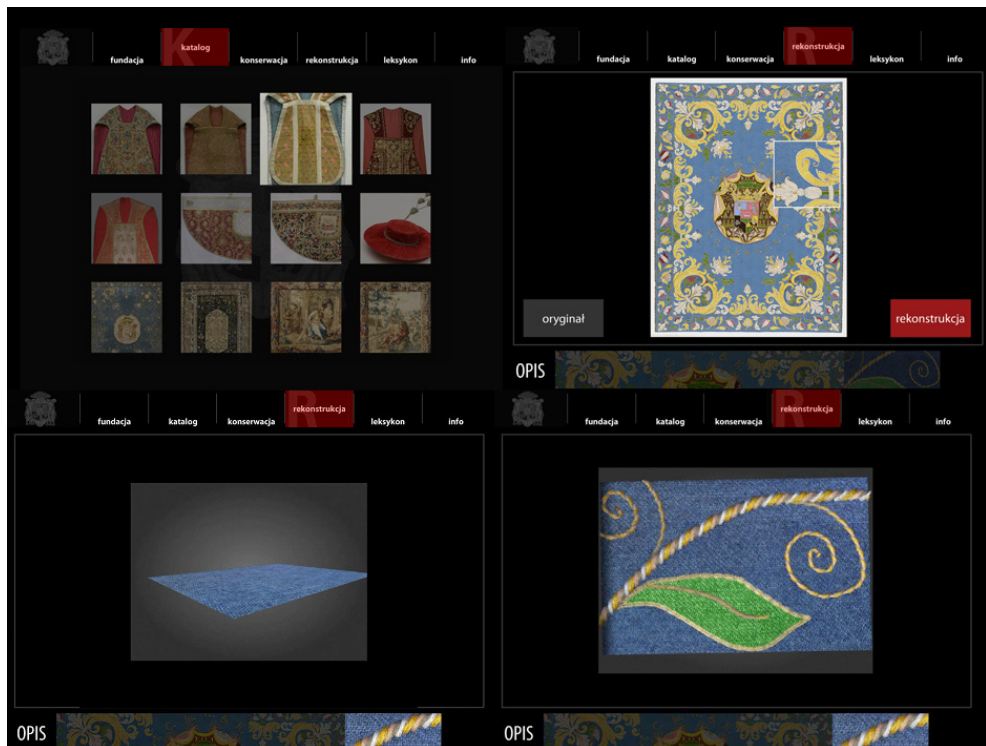 K
katalog
fundacja
konserwacja
rekonstrukcja
leksykon
info
R
rekonstrukcja
fundacja
katalog
konserwacja
leksykon
info
oryginał
rekonstrukcja
OPIS
R
rekonstrukcja
fundacja
katalog
konserwacja
leksykon
info
OPIS
R
rekonstrukcja
fundacja
katalog
konserwacja
leksykon
info
OPIS